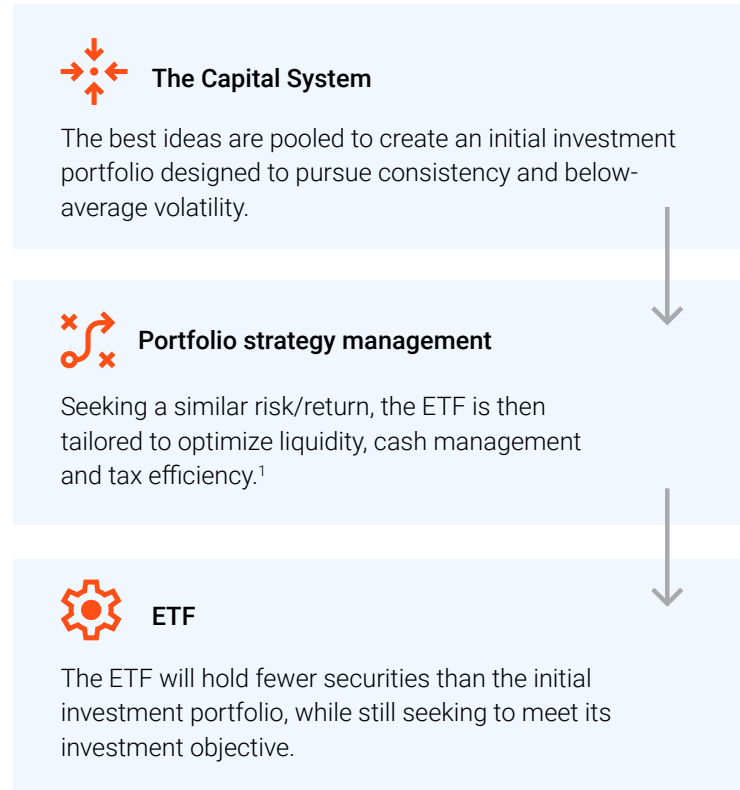 The Capital System
The best ideas are pooled to create an initial investment
portfolio designed to pursue consistency and below-
average volatility.
Portfolio strategy management
Seeking a similar risk/return, the ETF is then
tailored to optimize liquidity, cash management
and tax efficiency.¹
ETF
The ETF will hold fewer securities than the initial
investment portfolio, while still seeking to meet its
investment objective.